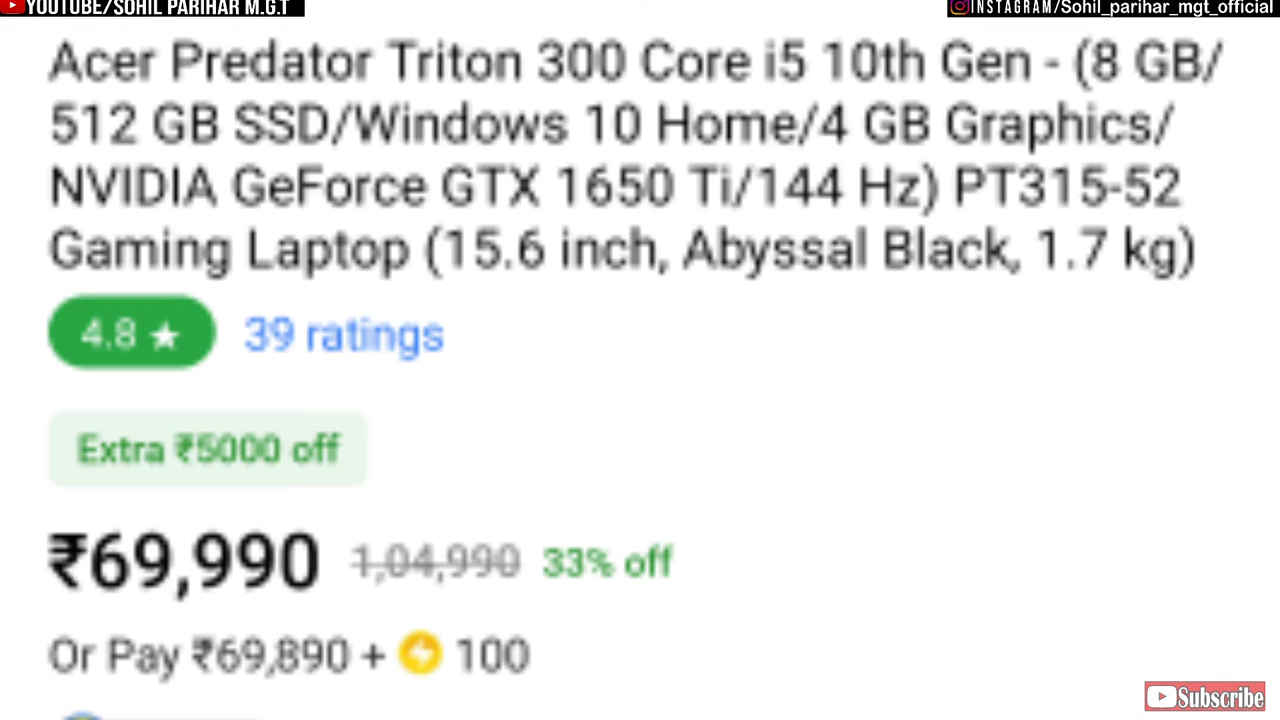 YOUTUBE/SOHIL PARIHAR M.G.T
INSTAGRAM/Sohil_parihar_mgt_official
Acer Predator Triton 300 Core i5 10th Gen - (8 GB/
512 GB SSD/Windows 10 Home/4 GB Graphics/
NVIDIA GeForce GTX 1650 Ti/144 Hz) PT315-52
Gaming Laptop (15.6 inch, Abyssal Black, 1.7 kg)
4.8 ★ 39 ratings
Extra ₹5000 off
₹69,990 1,04,990 33% off
Or Pay ₹69,890 + 100
Subscribe